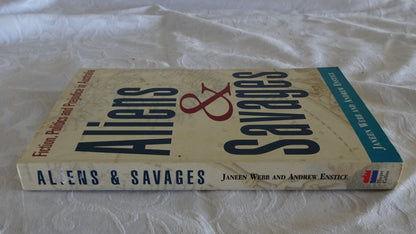 Fiction, Politics and Prejudice in Australia
Aliens
&
Savages
JANEEN WEBB AND ANDREW ENSTICE
ALIENS & SAVAGES JANEEN WEBB AND ANDREW ENSTICE